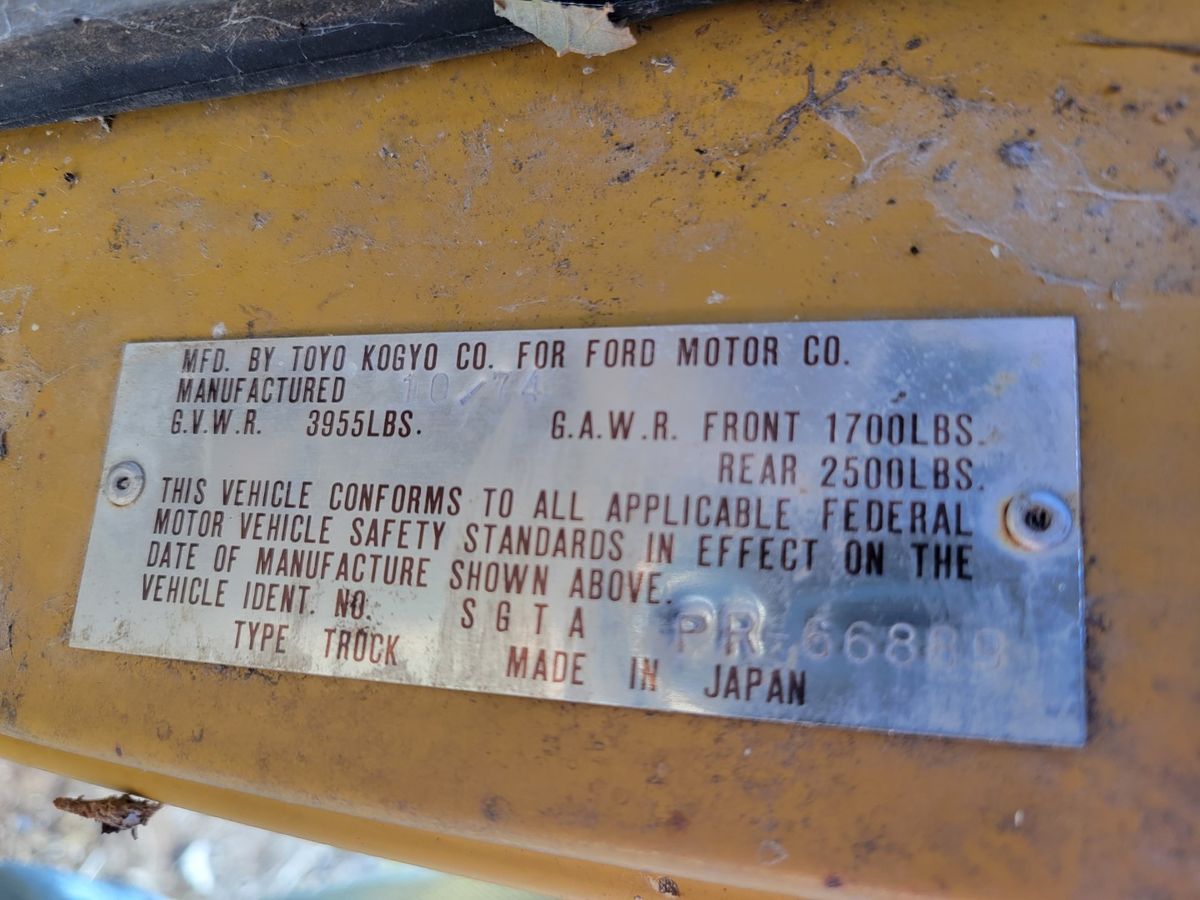 MFD. BY TOYO KOGYO CO. FOR FORD MOTOR CO.
MANUFACTURED 10/74
G.V.W.R. 3955LBS. G.A.W.R. FRONT 1700LBS.
REAR 2500LBS.
THIS VEHICLE CONFORMS TO ALL APPLICABLE FEDERAL
MOTOR VEHICLE SAFETY STANDARDS IN EFFECT ON THE
DATE OF MANUFACTURE SHOWN ABOVE.
VEHICLE IDENT. NO. SGTA PR-66889
TYPE TRUCK MADE IN JAPAN